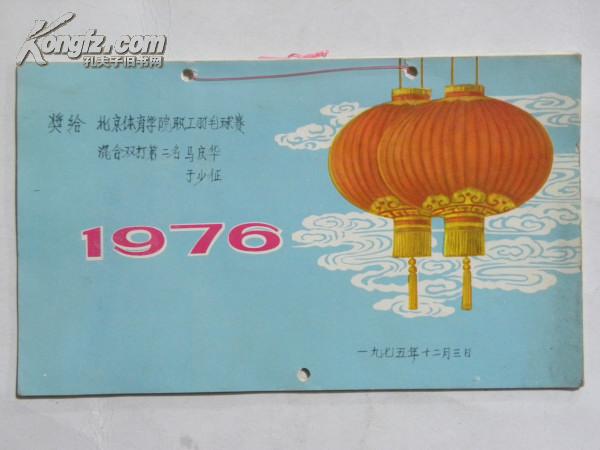 Kongfz.com
孔夫子旧书网
奖给 北京体育学院职工羽毛球赛
混合双打第二名 马庆华
于少征
1976
一九七五年十二月三日